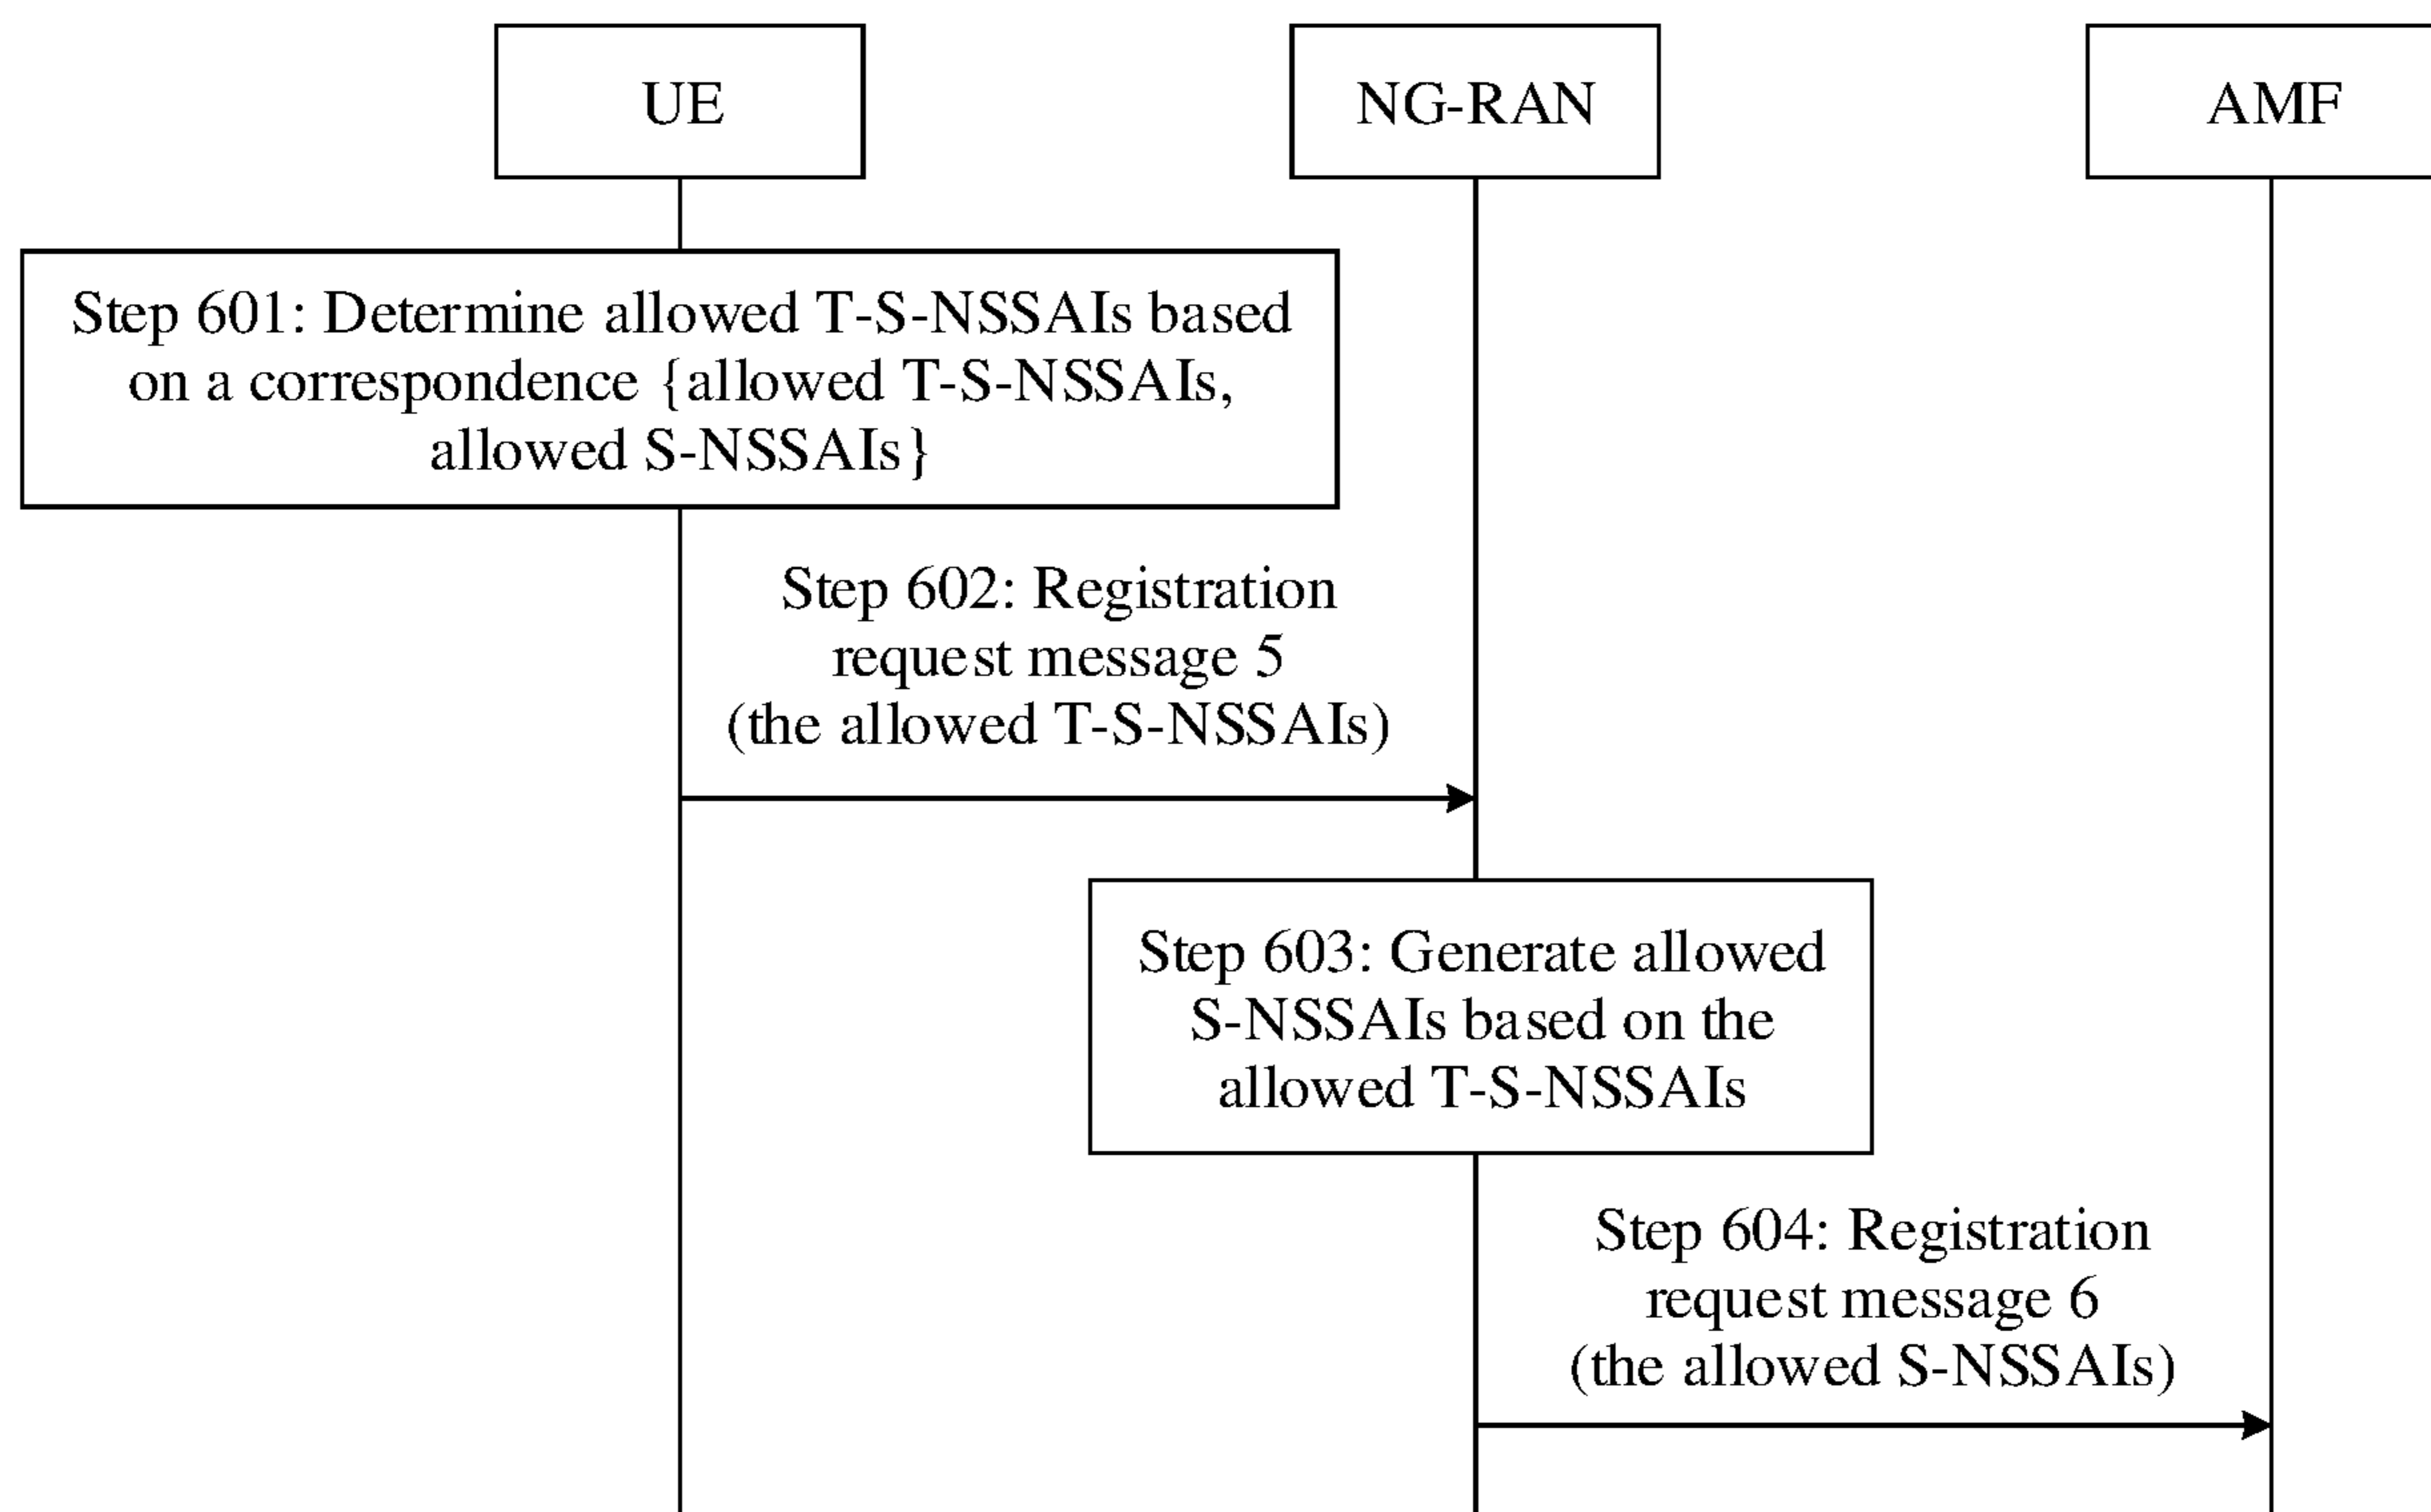 UE
NG-RAN
AMF
Step 601: Determine allowed T-S-NSSAIs based
on a correspondence {allowed T-S-NSSAIs,
allowed S-NSSAIs}
Step 602: Registration
request message 5
(the allowed T-S-NSSAIs)
Step 603: Generate allowed
S-NSSAIs based on the
allowed T-S-NSSAIs
Step 604: Registration
request message 6
(the allowed S-NSSAIs)